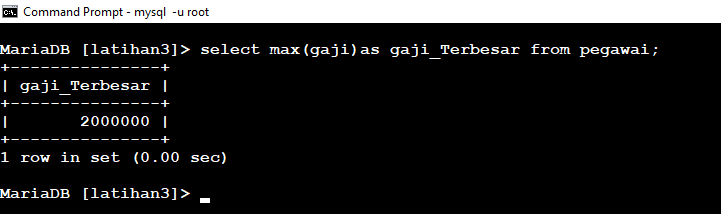 Command Prompt - mysql  -u root
MariaDB [latihan3]> select max(gaji)as gaji_Terbesar from pegawai;
+---------------+
| gaji_Terbesar |
+---------------+
|       2000000 |
+---------------+
1 row in set (0.00 sec)
MariaDB [latihan3]> _